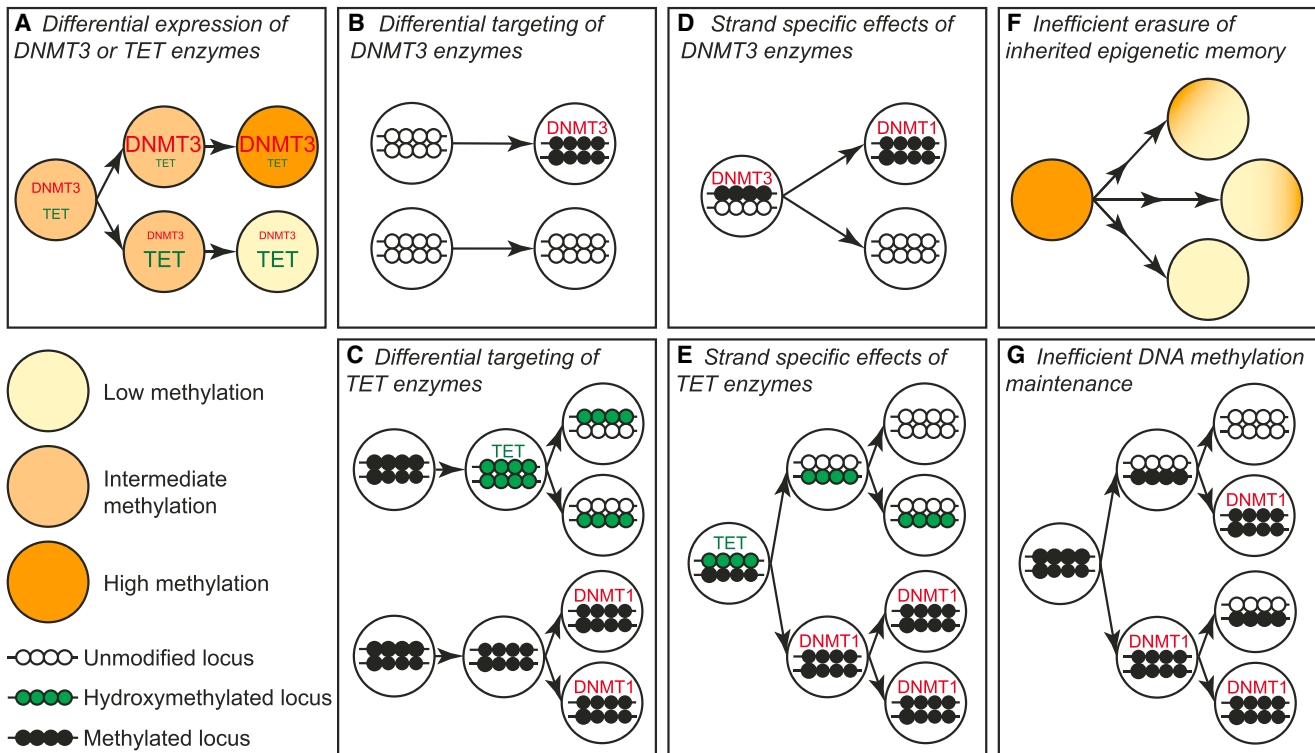 A Differential expression of
DNMT3 or TET enzymes
DNMT3
TET
DNMT3
TET
DNMT3
TET
DNMT3
TET
DNMT3
TET
B Differential targeting of
DNMT3 enzymes
DNMT3
D Strand specific effects of
DNMT3 enzymes
DNMT3
DNMT1
F Inefficient erasure of
inherited epigenetic memory
Low methylation
Intermediate
methylation
High methylation
Unmodified locus
Hydroxymethylated locus
Methylated locus
C Differential targeting of
TET enzymes
TET
DNMT1
DNMT1
E Strand specific effects of
TET enzymes
TET
DNMT1
DNMT1
DNMT1
G Inefficient DNA methylation
maintenance
DNMT1
DNMT1
DNMT1